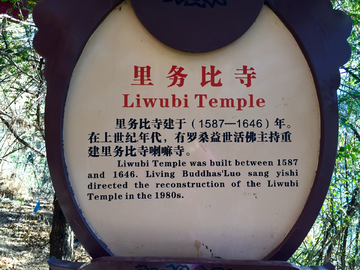 里务比寺
Liwubi Temple
里务比寺建于（1587—1646）年。
在上世纪年代，有罗桑益世活佛主持重
建里务比寺喇嘛寺。
Liwubi Temple was built between 1587
and 1646. Living Buddhas'Luo sang yishi
directed the reconstruction of the Liwubi
Temple in the 1980s.